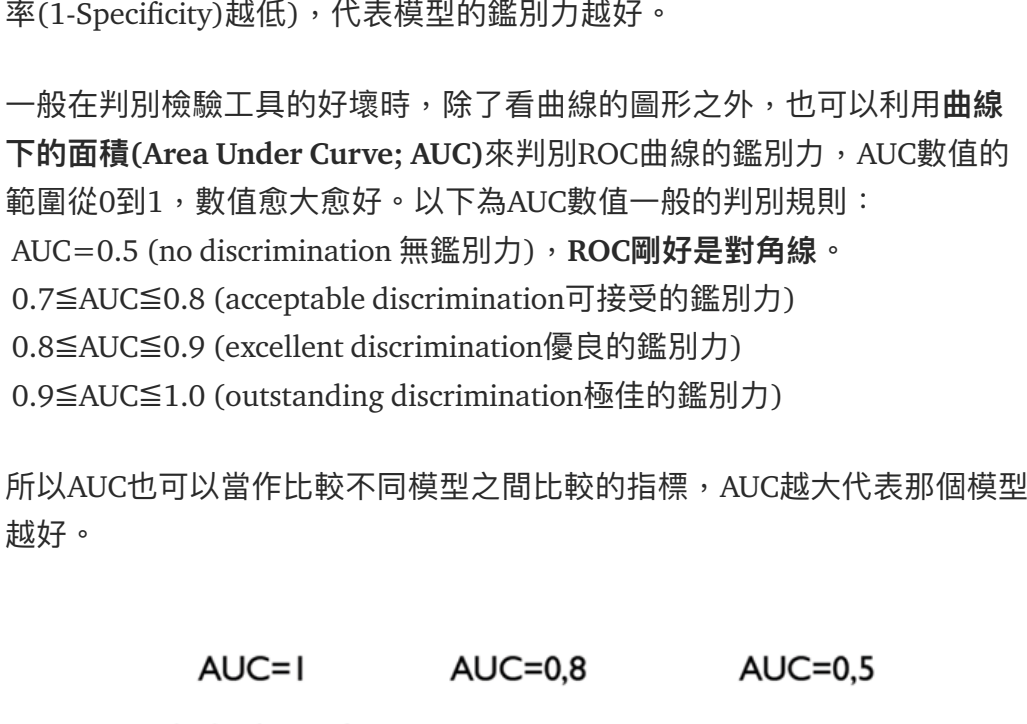 率(1-Specificity)越低)，代表模型的鑑別力越好。
一般在判別檢驗工具的好壞時，除了看曲線的圖形之外，也可以利用曲線
下的面積(Area Under Curve; AUC)來判別ROC曲線的鑑別力，AUC數值的
範圍從0到1，數值愈大愈好。以下為AUC數值一般的判別規則：
AUC＝0.5 (no discrimination 無鑑別力)，ROC剛好是對角線。
0.7≦AUC≦0.8 (acceptable discrimination可接受的鑑別力)
0.8≦AUC≦0.9 (excellent discrimination優良的鑑別力)
0.9≦AUC≦1.0 (outstanding discrimination極佳的鑑別力)
所以AUC也可以當作比較不同模型之間比較的指標，AUC越大代表那個模型
越好。
AUC=1 AUC=0,8 AUC=0,5